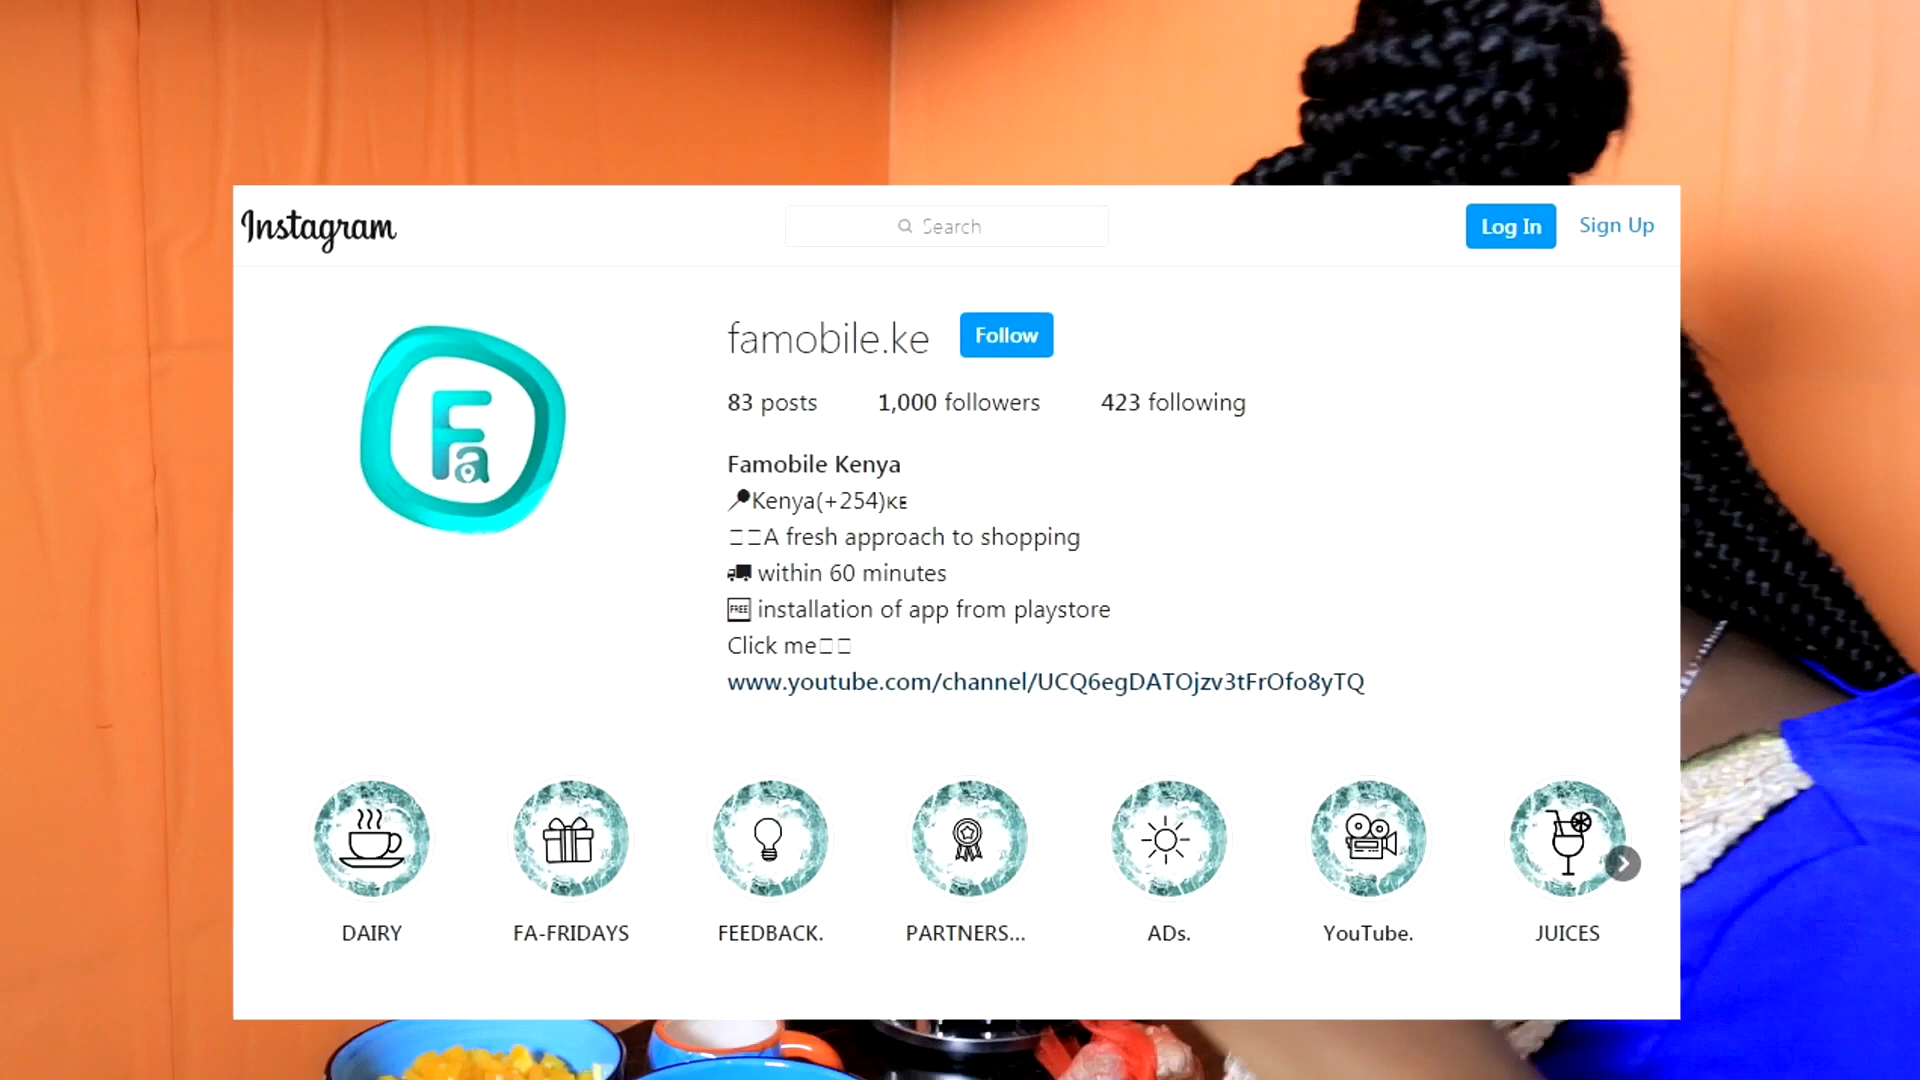 Instagram
Search
Log In
Sign Up
Fa
famobile.ke
Follow
83 posts 1,000 followers 423 following
Famobile Kenya
Kenya(+254)KE
A fresh approach to shopping
within 60 minutes
FREE installation of app from playstore
Click me
www.youtube.com/channel/UCQ6egDATOjzv3tFrOfo8yTQ
DAIRY FA-FRIDAYS FEEDBACK. PARTNERS... ADs. YouTube. JUICES